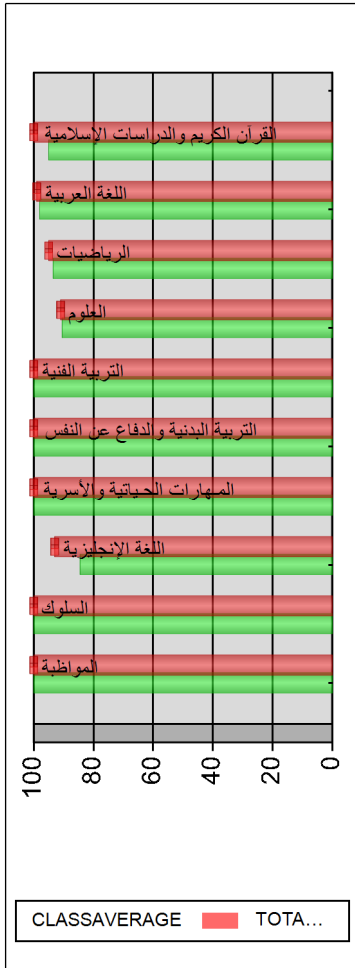 القرآن الكريم والدراسات الإسلامية
اللغة العربية
الرياضيات
العلوم
التربية الفنية
التربية البدنية والدفاع عن النفس
المهارات الحياتية والأسرية
اللغة الإنجليزية
السلوك
المواظبة
100 80 60 40 20 0
CLASSAVERAGE TOTA...